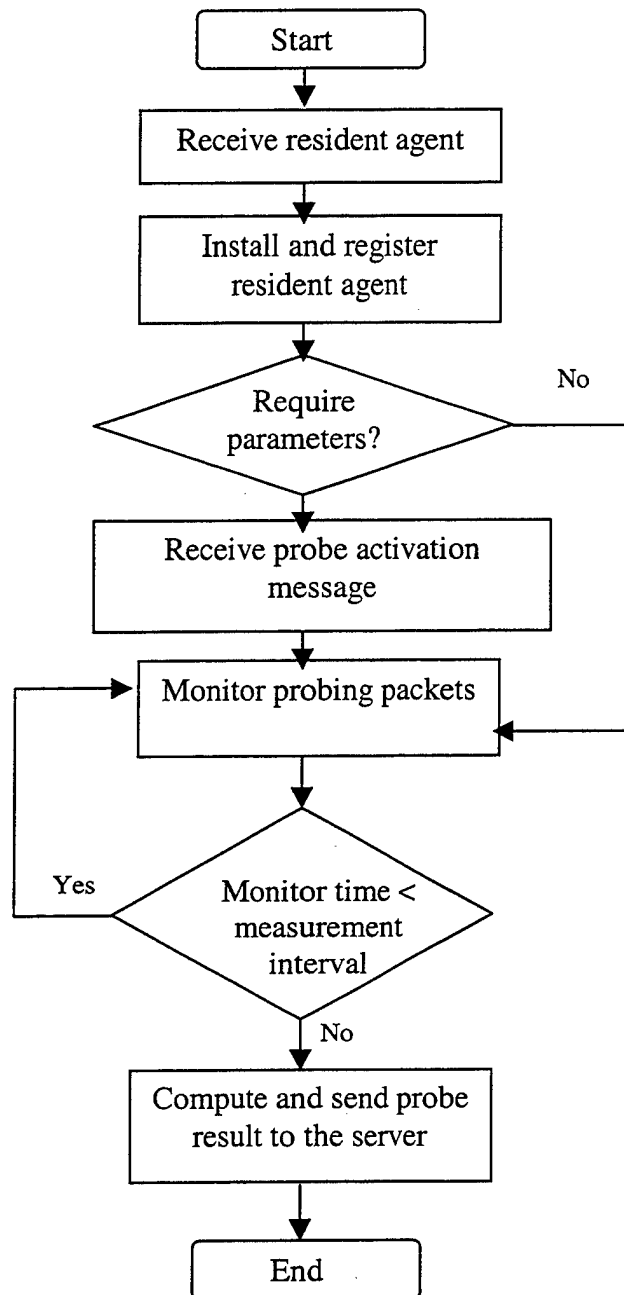 Start
Receive resident agent
Install and register
resident agent
No
Require
parameters?
Receive probe activation
message
Monitor probing packets
Yes
Monitor time <
measurement
interval
No
Compute and send probe
result to the server
End